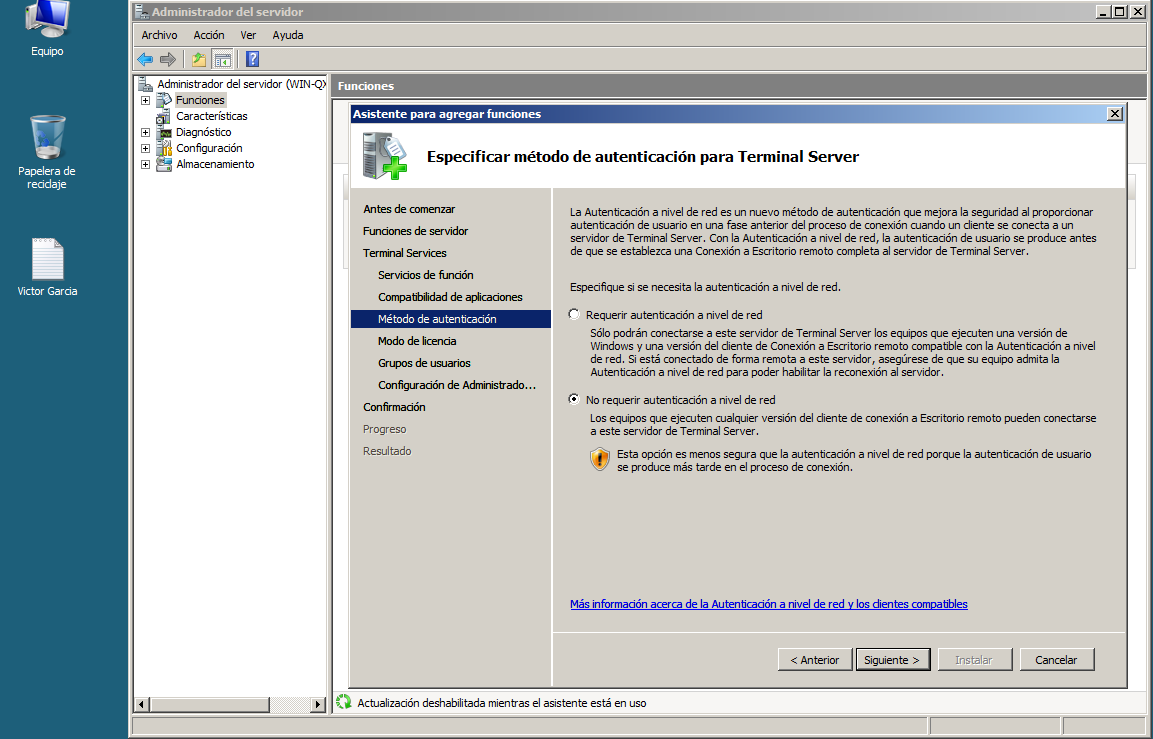 Equipo
Papelera de
reciclaje
Victor Garcia
Administrador del servidor
Archivo Acción Ver Ayuda
Administrador del servidor (WIN-QX
Funciones
Características
Diagnóstico
Configuración
Almacenamiento
Funciones
Asistente para agregar funciones
Especificar método de autenticación para Terminal Server
Antes de comenzar
Funciones de servidor
Terminal Services
Servicios de función
Compatibilidad de aplicaciones
Método de autenticación
Modo de licencia
Grupos de usuarios
Configuración de Administrado...
Confirmación
Progreso
Resultado
La Autenticación a nivel de red es un nuevo método de autenticación que mejora la seguridad al proporcionar
autenticación de usuario en una fase anterior del proceso de conexión cuando un cliente se conecta a un
servidor de Terminal Server. Con la Autenticación a nivel de red, la autenticación de usuario se produce antes
de que se establezca una Conexión a Escritorio remoto completa al servidor de Terminal Server.
Especifique si se necesita la autenticación a nivel de red.
Requerir autenticación a nivel de red
Sólo podrán conectarse a este servidor de Terminal Server los equipos que ejecuten una versión de
Windows y una versión del cliente de Conexión a Escritorio remoto compatible con la Autenticación a nivel
de red. Si está conectado de forma remota a este servidor, asegúrese de que su equipo admita la
Autenticación a nivel de red para poder habilitar la reconexión al servidor.
No requerir autenticación a nivel de red
Los equipos que ejecuten cualquier versión del cliente de conexión a Escritorio remoto pueden conectarse
a este servidor de Terminal Server.
Esta opción es menos segura que la autenticación a nivel de red porque la autenticación de usuario
se produce más tarde en el proceso de conexión.
Más información acerca de la Autenticación a nivel de red y los clientes compatibles
< Anterior Siguiente > Instalar Cancelar
Actualización deshabilitada mientras el asistente está en uso